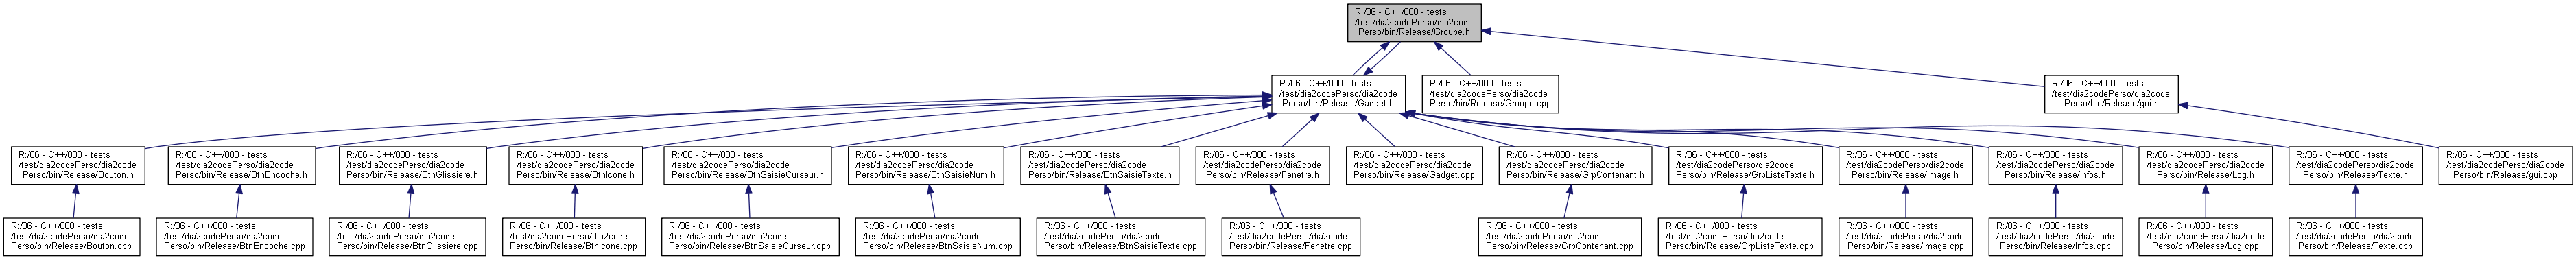 R:/06 - C++/000 - tests
/test/dia2codePerso/dia2code
Perso/bin/Release/Groupe.h
R:/06 - C++/000 - tests
/test/dia2codePerso/dia2code
Perso/bin/Release/Gadget.h
R:/06 - C++/000 - tests
/test/dia2codePerso/dia2code
Perso/bin/Release/Groupe.cpp
R:/06 - C++/000 - tests
/test/dia2codePerso/dia2code
Perso/bin/Release/gui.h
R:/06 - C++/000 - tests
/test/dia2codePerso/dia2code
Perso/bin/Release/Bouton.h
R:/06 - C++/000 - tests
/test/dia2codePerso/dia2code
Perso/bin/Release/BtnEncoche.h
R:/06 - C++/000 - tests
/test/dia2codePerso/dia2code
Perso/bin/Release/BtnGlissiere.h
R:/06 - C++/000 - tests
/test/dia2codePerso/dia2code
Perso/bin/Release/BtnIcone.h
R:/06 - C++/000 - tests
/test/dia2codePerso/dia2code
Perso/bin/Release/BtnSaisieCurseur.h
R:/06 - C++/000 - tests
/test/dia2codePerso/dia2code
Perso/bin/Release/BtnSaisieNum.h
R:/06 - C++/000 - tests
/test/dia2codePerso/dia2code
Perso/bin/Release/BtnSaisieTexte.h
R:/06 - C++/000 - tests
/test/dia2codePerso/dia2code
Perso/bin/Release/Fenetre.h
R:/06 - C++/000 - tests
/test/dia2codePerso/dia2code
Perso/bin/Release/Gadget.cpp
R:/06 - C++/000 - tests
/test/dia2codePerso/dia2code
Perso/bin/Release/GrpContenant.h
R:/06 - C++/000 - tests
/test/dia2codePerso/dia2code
Perso/bin/Release/GrpListeTexte.h
R:/06 - C++/000 - tests
/test/dia2codePerso/dia2code
Perso/bin/Release/Image.h
R:/06 - C++/000 - tests
/test/dia2codePerso/dia2code
Perso/bin/Release/Infos.h
R:/06 - C++/000 - tests
/test/dia2codePerso/dia2code
Perso/bin/Release/Log.h
R:/06 - C++/000 - tests
/test/dia2codePerso/dia2code
Perso/bin/Release/Texte.h
R:/06 - C++/000 - tests
/test/dia2codePerso/dia2code
Perso/bin/Release/gui.cpp
R:/06 - C++/000 - tests
/test/dia2codePerso/dia2code
Perso/bin/Release/Bouton.cpp
R:/06 - C++/000 - tests
/test/dia2codePerso/dia2code
Perso/bin/Release/BtnEncoche.cpp
R:/06 - C++/000 - tests
/test/dia2codePerso/dia2code
Perso/bin/Release/BtnGlissiere.cpp
R:/06 - C++/000 - tests
/test/dia2codePerso/dia2code
Perso/bin/Release/BtnIcone.cpp
R:/06 - C++/000 - tests
/test/dia2codePerso/dia2code
Perso/bin/Release/BtnSaisieCurseur.cpp
R:/06 - C++/000 - tests
/test/dia2codePerso/dia2code
Perso/bin/Release/BtnSaisieNum.cpp
R:/06 - C++/000 - tests
/test/dia2codePerso/dia2code
Perso/bin/Release/BtnSaisieTexte.cpp
R:/06 - C++/000 - tests
/test/dia2codePerso/dia2code
Perso/bin/Release/Fenetre.cpp
R:/06 - C++/000 - tests
/test/dia2codePerso/dia2code
Perso/bin/Release/GrpContenant.cpp
R:/06 - C++/000 - tests
/test/dia2codePerso/dia2code
Perso/bin/Release/GrpListeTexte.cpp
R:/06 - C++/000 - tests
/test/dia2codePerso/dia2code
Perso/bin/Release/Image.cpp
R:/06 - C++/000 - tests
/test/dia2codePerso/dia2code
Perso/bin/Release/Infos.cpp
R:/06 - C++/000 - tests
/test/dia2codePerso/dia2code
Perso/bin/Release/Log.cpp
R:/06 - C++/000 - tests
/test/dia2codePerso/dia2code
Perso/bin/Release/Texte.cpp